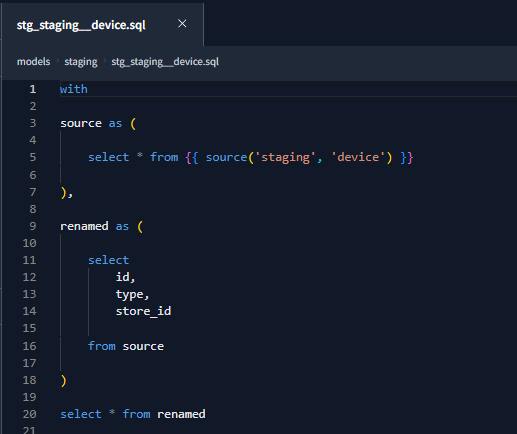 stg_staging__device.sql ×
models › staging › stg_staging__device.sql
1 with
2
3 source as (
4
5 select * from {{ source('staging', 'device') }}
6
7 ),
8
9 renamed as (
10
11 select
12 id,
13 type,
14 store_id
15
16 from source
17
18 )
19
20 select * from renamed
21